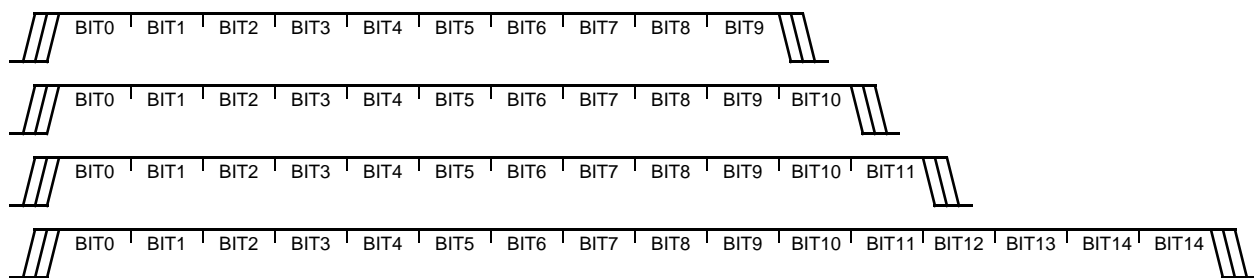 BIT0 BIT1 BIT2 BIT3 BIT4 BIT5 BIT6 BIT7 BIT8 BIT9
BIT0 BIT1 BIT2 BIT3 BIT4 BIT5 BIT6 BIT7 BIT8 BIT9 BIT10
BIT0 BIT1 BIT2 BIT3 BIT4 BIT5 BIT6 BIT7 BIT8 BIT9 BIT10 BIT11
BIT0 BIT1 BIT2 BIT3 BIT4 BIT5 BIT6 BIT7 BIT8 BIT9 BIT10 BIT11 BIT12 BIT13 BIT14 BIT14